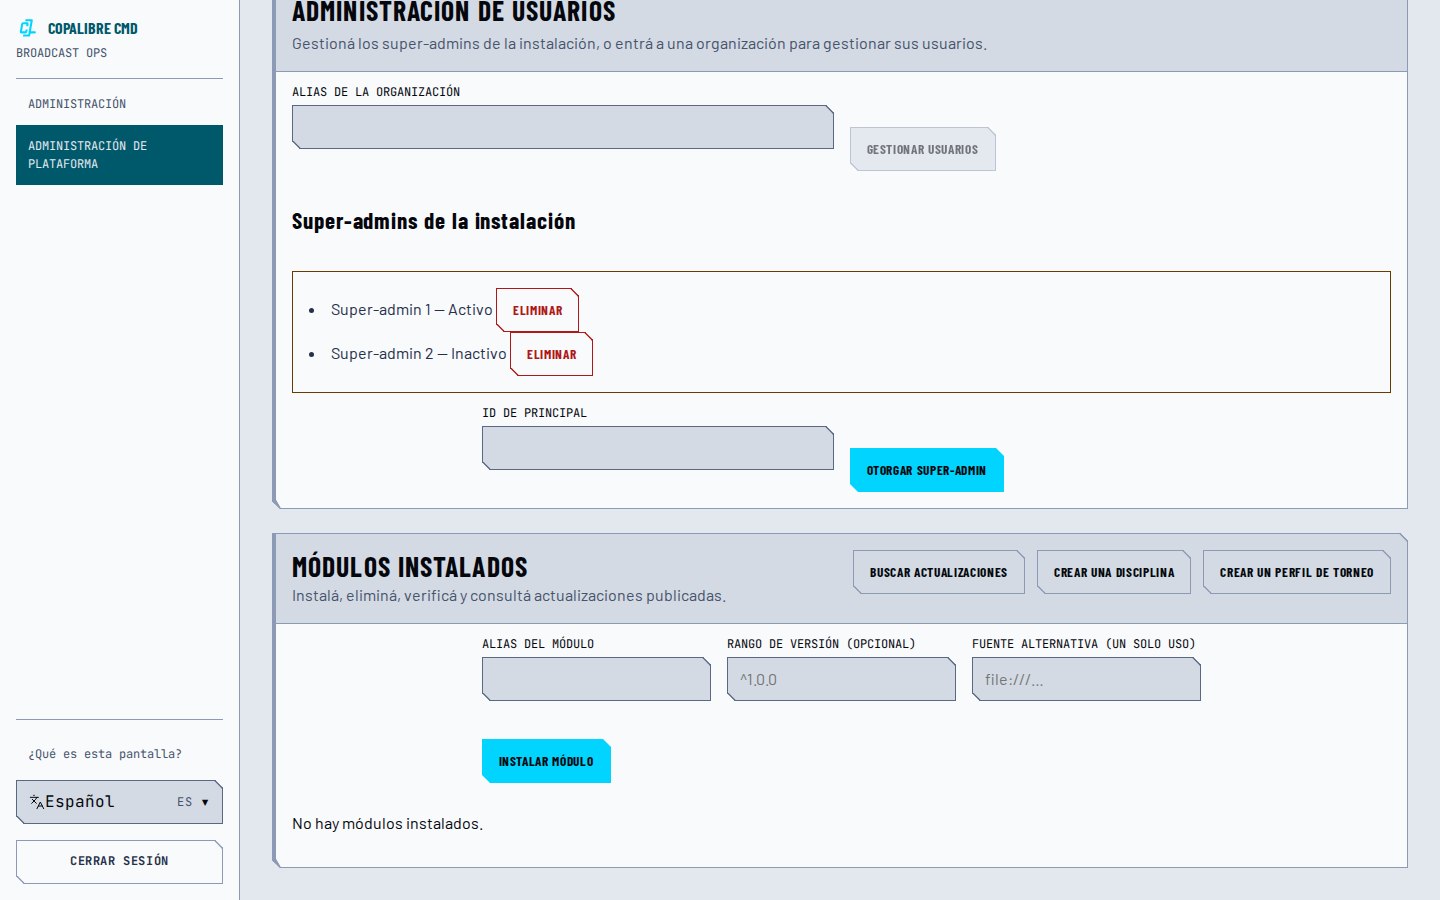 COPALIBRE CMD
BROADCAST OPS
ADMINISTRACIÓN
ADMINISTRACIÓN DE
PLATAFORMA
¿Qué es esta pantalla?
Español ES ▼
CERRAR SESIÓN
ADMINISTRACIÓN DE USUARIOS
Gestioná los super-admins de la instalación, o entrá a una organización para gestionar sus usuarios.
ALIAS DE LA ORGANIZACIÓN
GESTIONAR USUARIOS
Super-admins de la instalación
• Super-admin 1 — Activo ELIMINAR
• Super-admin 2 — Inactivo ELIMINAR
ID DE PRINCIPAL
OTORGAR SUPER-ADMIN
MÓDULOS INSTALADOS
Instalá, eliminá, verificá y consultá actualizaciones publicadas.
BUSCAR ACTUALIZACIONES
CREAR UNA DISCIPLINA
CREAR UN PERFIL DE TORNEO
ALIAS DEL MÓDULO
RANGO DE VERSIÓN (OPCIONAL)
^1.0.0
FUENTE ALTERNATIVA (UN SOLO USO)
file:///...
INSTALAR MÓDULO
No hay módulos instalados.